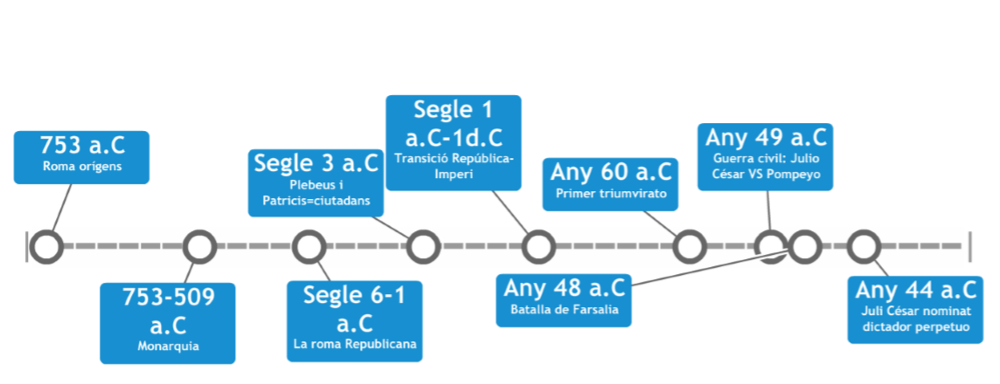 753 a.C
Roma orígens
753-509
a.C
Monarquia
Segle 6-1
a.C
La roma Republicana
Segle 3 a.C
Plebeus i
Patricis=ciutadans
Segle 1
a.C-1d.C
Transició República-
Imperi
Any 60 a.C
Primer triumvirato
Any 49 a.C
Guerra civil: Julio
César VS Pompeyo
Any 48 a.C
Batalla de Farsalia
Any 44 a.C
Juli César nominat
dictador perpetuo